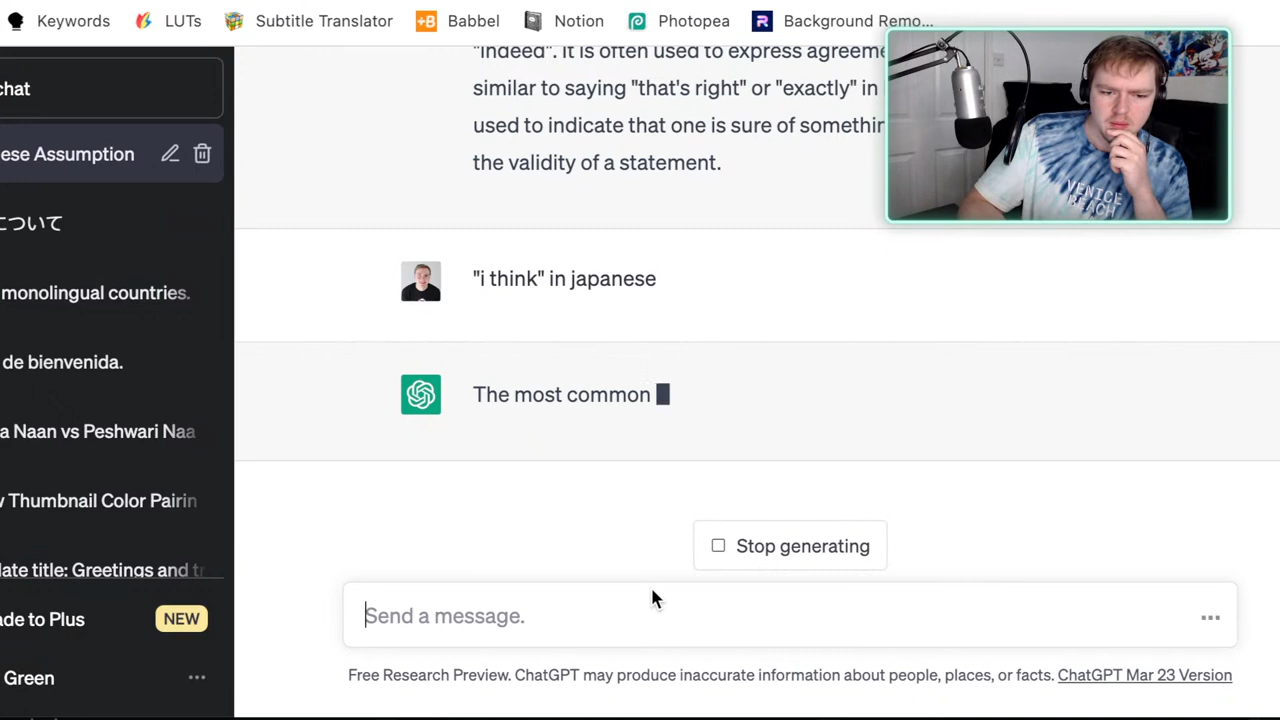 Keywords LUTs Subtitle Translator +B Babbel Notion Photopea R Background Remo...
"Indeed". It is often used to express agreeme
chat
similar to saying "that's right" or "exactly" in
used to indicate that one is sure of somethin
ese Assumption
the validity of a statement.
VENICE
BEACH
について
"i think" in japanese
monolingual countries.
de bienvenida.
The most common
a Naan vs Peshwari Naa
w Thumbnail Color Pairin
Stop generating
late title: Greetings and tr
ade to Plus NEW
Send a message.
Green
Free Research Preview. ChatGPT may produce inaccurate information about people, places, or facts. ChatGPT Mar 23 Version